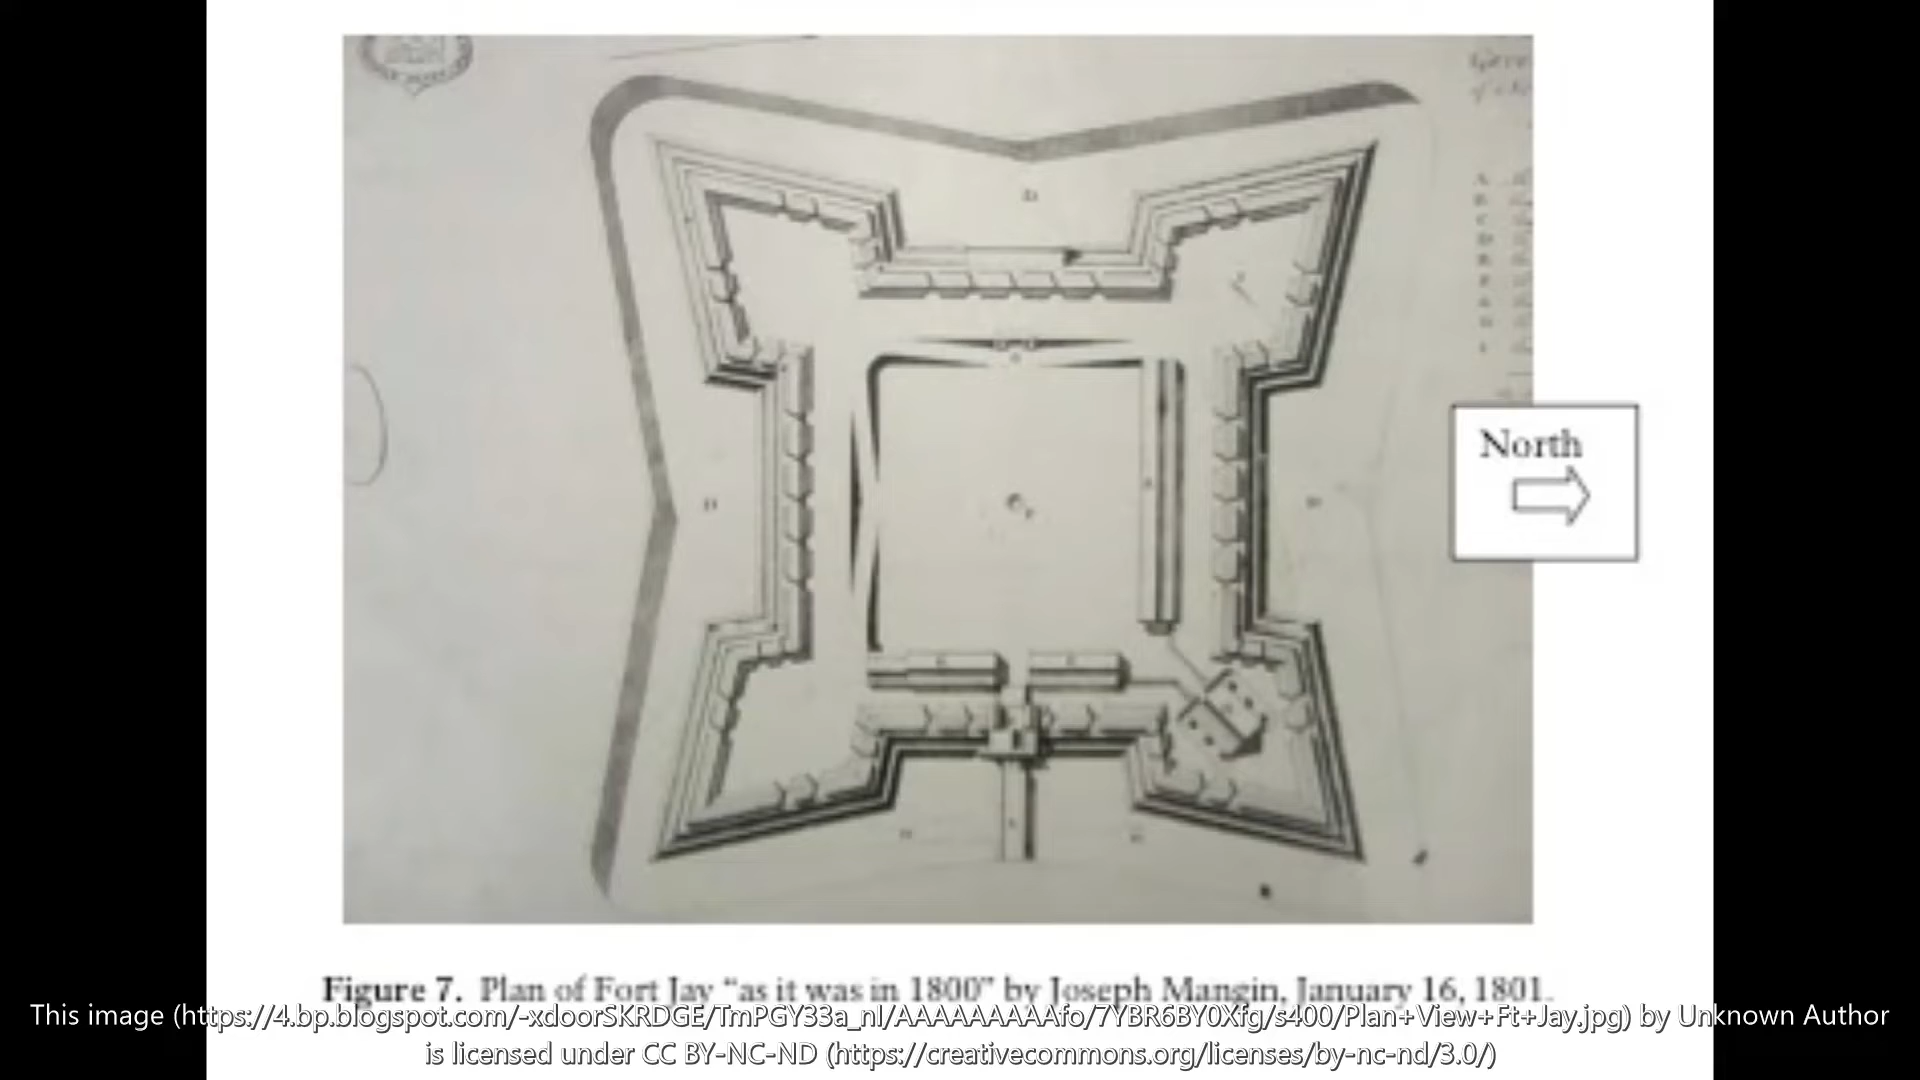 North
Figure 7. Plan of Fort Jay “as it was in 1800” by Joseph Mangin, January 16, 1801.
This image (https://4.bp.blogspot.com/-xdoorSKRDGE/TmPGY33a_nI/AAAAAAAAAfo/7YBR6BY0Xfg/s400/Plan+View+Ft+Jay.jpg) by Unknown Author
is licensed under CC BY-NC-ND (https://creativecommons.org/licenses/by-nc-nd/3.0/)